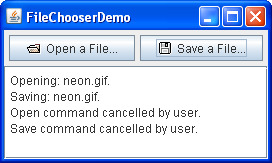 FileChooserDemo
Open a File... Save a File...
Opening: neon.gif.
Saving: neon.gif.
Open command cancelled by user.
Save command cancelled by user.